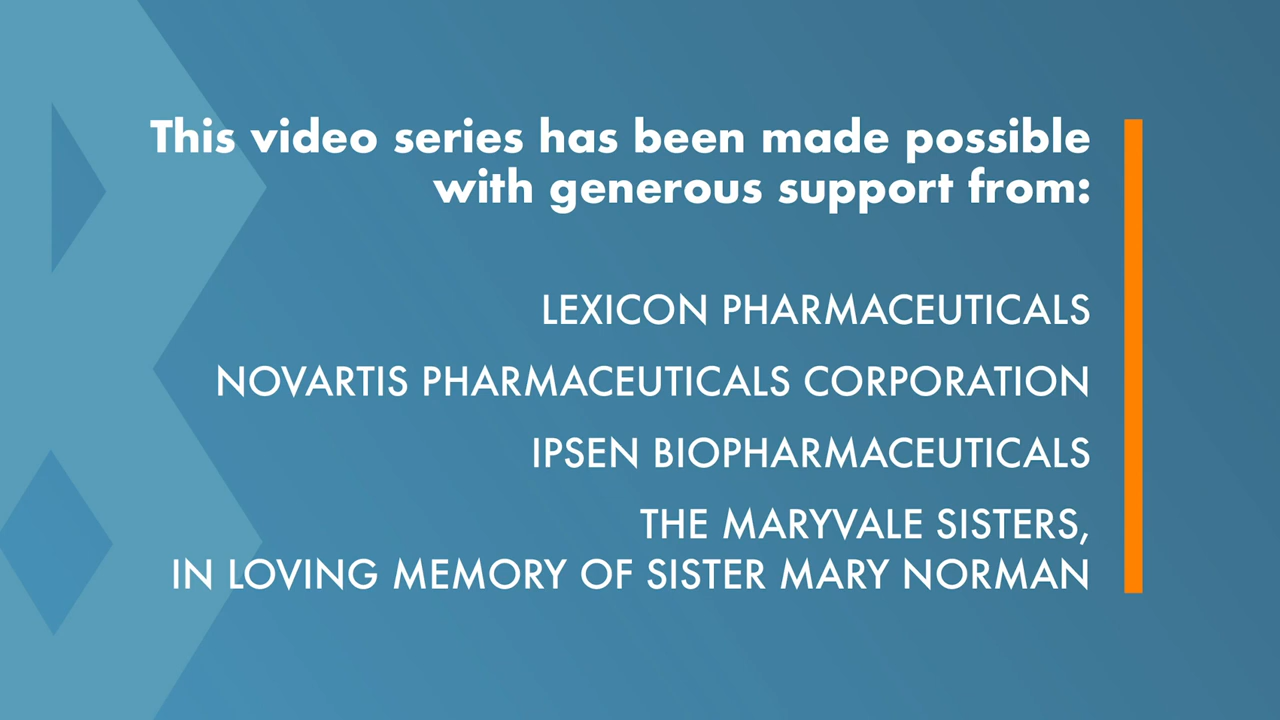 This video series has been made possible
with generous support from:
LEXICON PHARMACEUTICALS
NOVARTIS PHARMACEUTICALS CORPORATION
IPSEN BIOPHARMACEUTICALS
THE MARYVALE SISTERS,
IN LOVING MEMORY OF SISTER MARY NORMAN